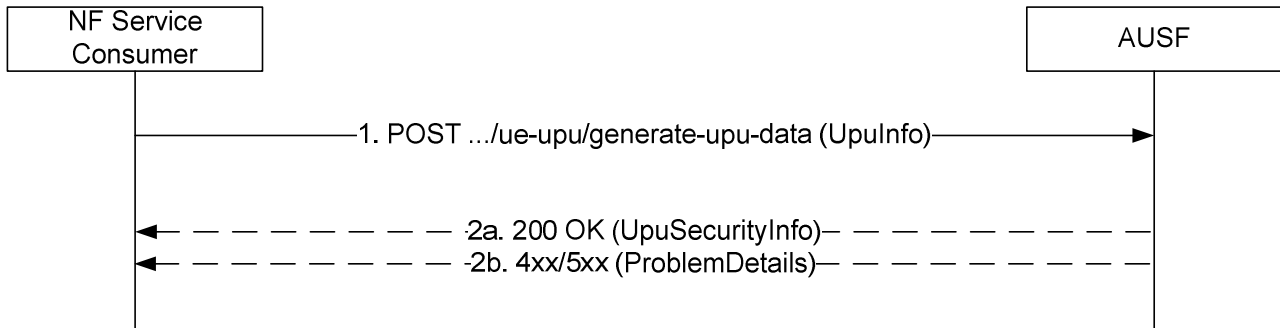 NF Service
Consumer
AUSF
1. POST .../ue-upu/generate-upu-data (UpuInfo)
2a. 200 OK (UpuSecurityInfo)
2b. 4xx/5xx (ProblemDetails)